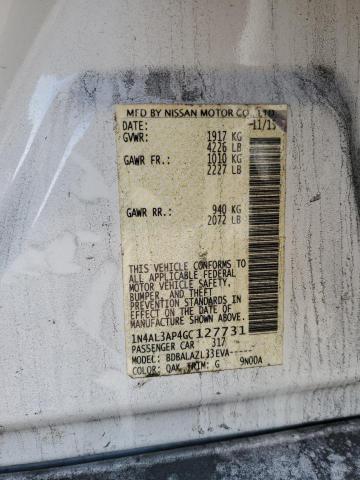 MFD BY NISSAN MOTOR CO., LTD.
DATE: 11/15
GVWR: 1917 KG
4226 LB
GAWR FR.: 1010 KG
2227 LB
GAWR RR.: 940 KG
2072 LB
THIS VEHICLE CONFORMS TO
ALL APPLICABLE FEDERAL
MOTOR VEHICLE SAFETY,
BUMPER, AND THEFT
PREVENTION STANDARDS IN
EFFECT ON THE DATE OF
MANUFACTURE SHOWN ABOVE.
1N4AL3AP4GC127731
PASSENGER CAR 317
MODEL: BDBALAZL33EVA-----
COLOR: QAK TRIM: G 9N00A